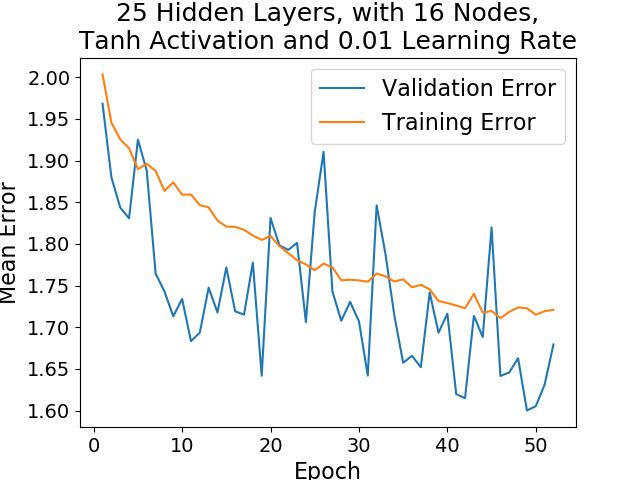 25 Hidden Layers, with 16 Nodes,
Tanh Activation and 0.01 Learning Rate
Validation Error
Training Error
Mean Error
2.00
1.95
1.90
1.85
1.80
1.75
1.70
1.65
1.60
0
10
20
30
40
50
Epoch